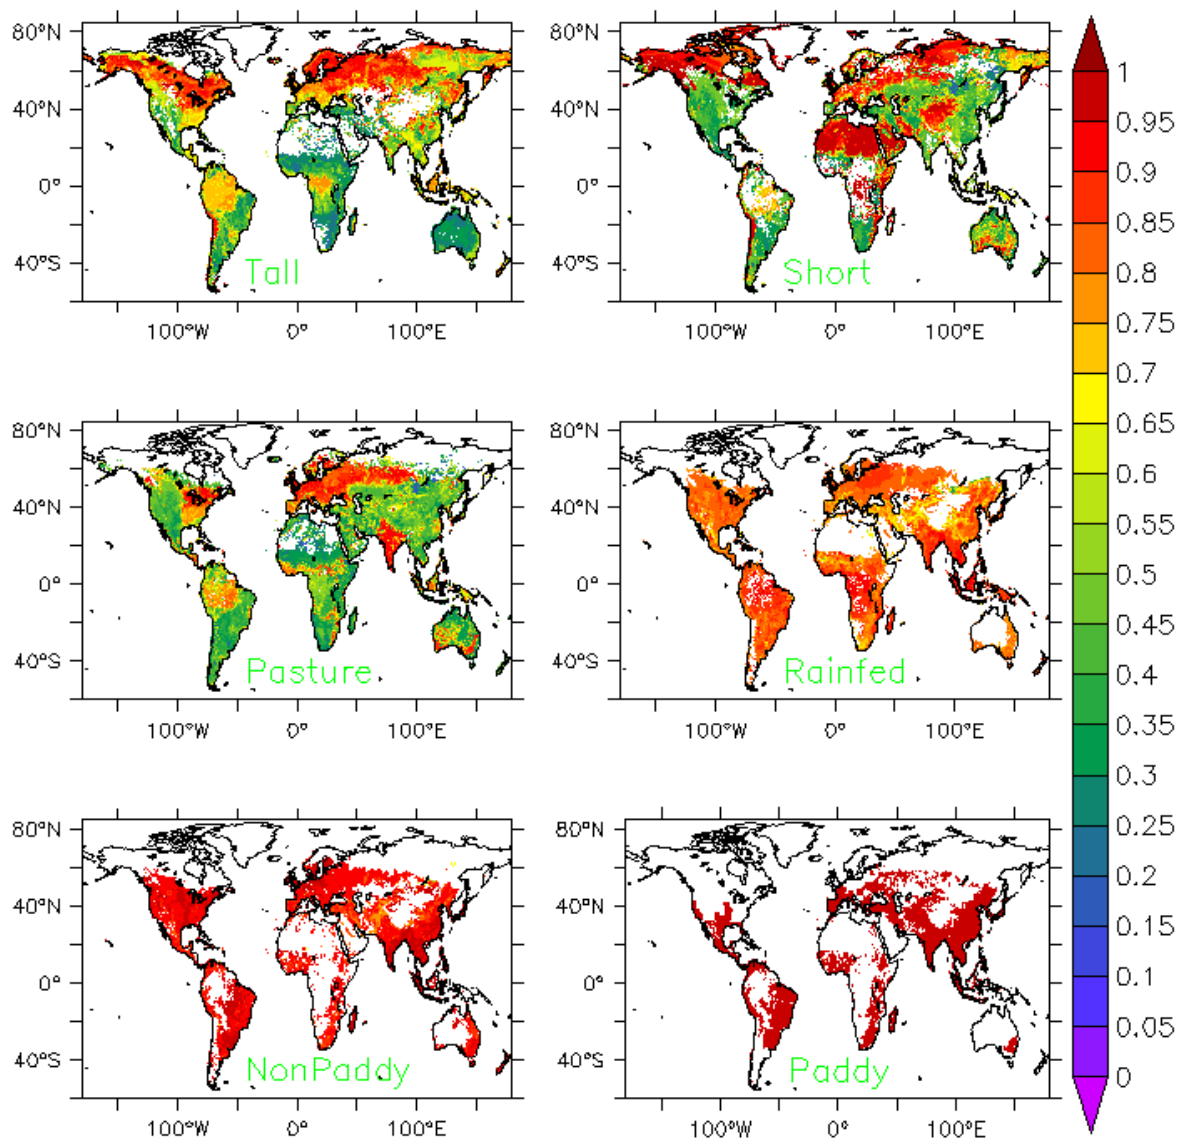 80°N
40°N
0°
40°S
100°W 0° 100°E
Tall
100°W 0° 100°E
Short
80°N
40°N
0°
40°S
100°W 0° 100°E
Pasture
80°N
40°N
0°
40°S
100°W 0° 100°E
Rainfed
80°N
40°N
0°
40°S
100°W 0° 100°E
NonPaddy
80°N
40°N
0°
40°S
100°W 0° 100°E
Paddy
80°N
40°N
0°
40°S
1
0.95
0.9
0.85
0.8
0.75
0.7
0.65
0.6
0.55
0.5
0.45
0.4
0.35
0.3
0.25
0.2
0.15
0.1
0.05
0